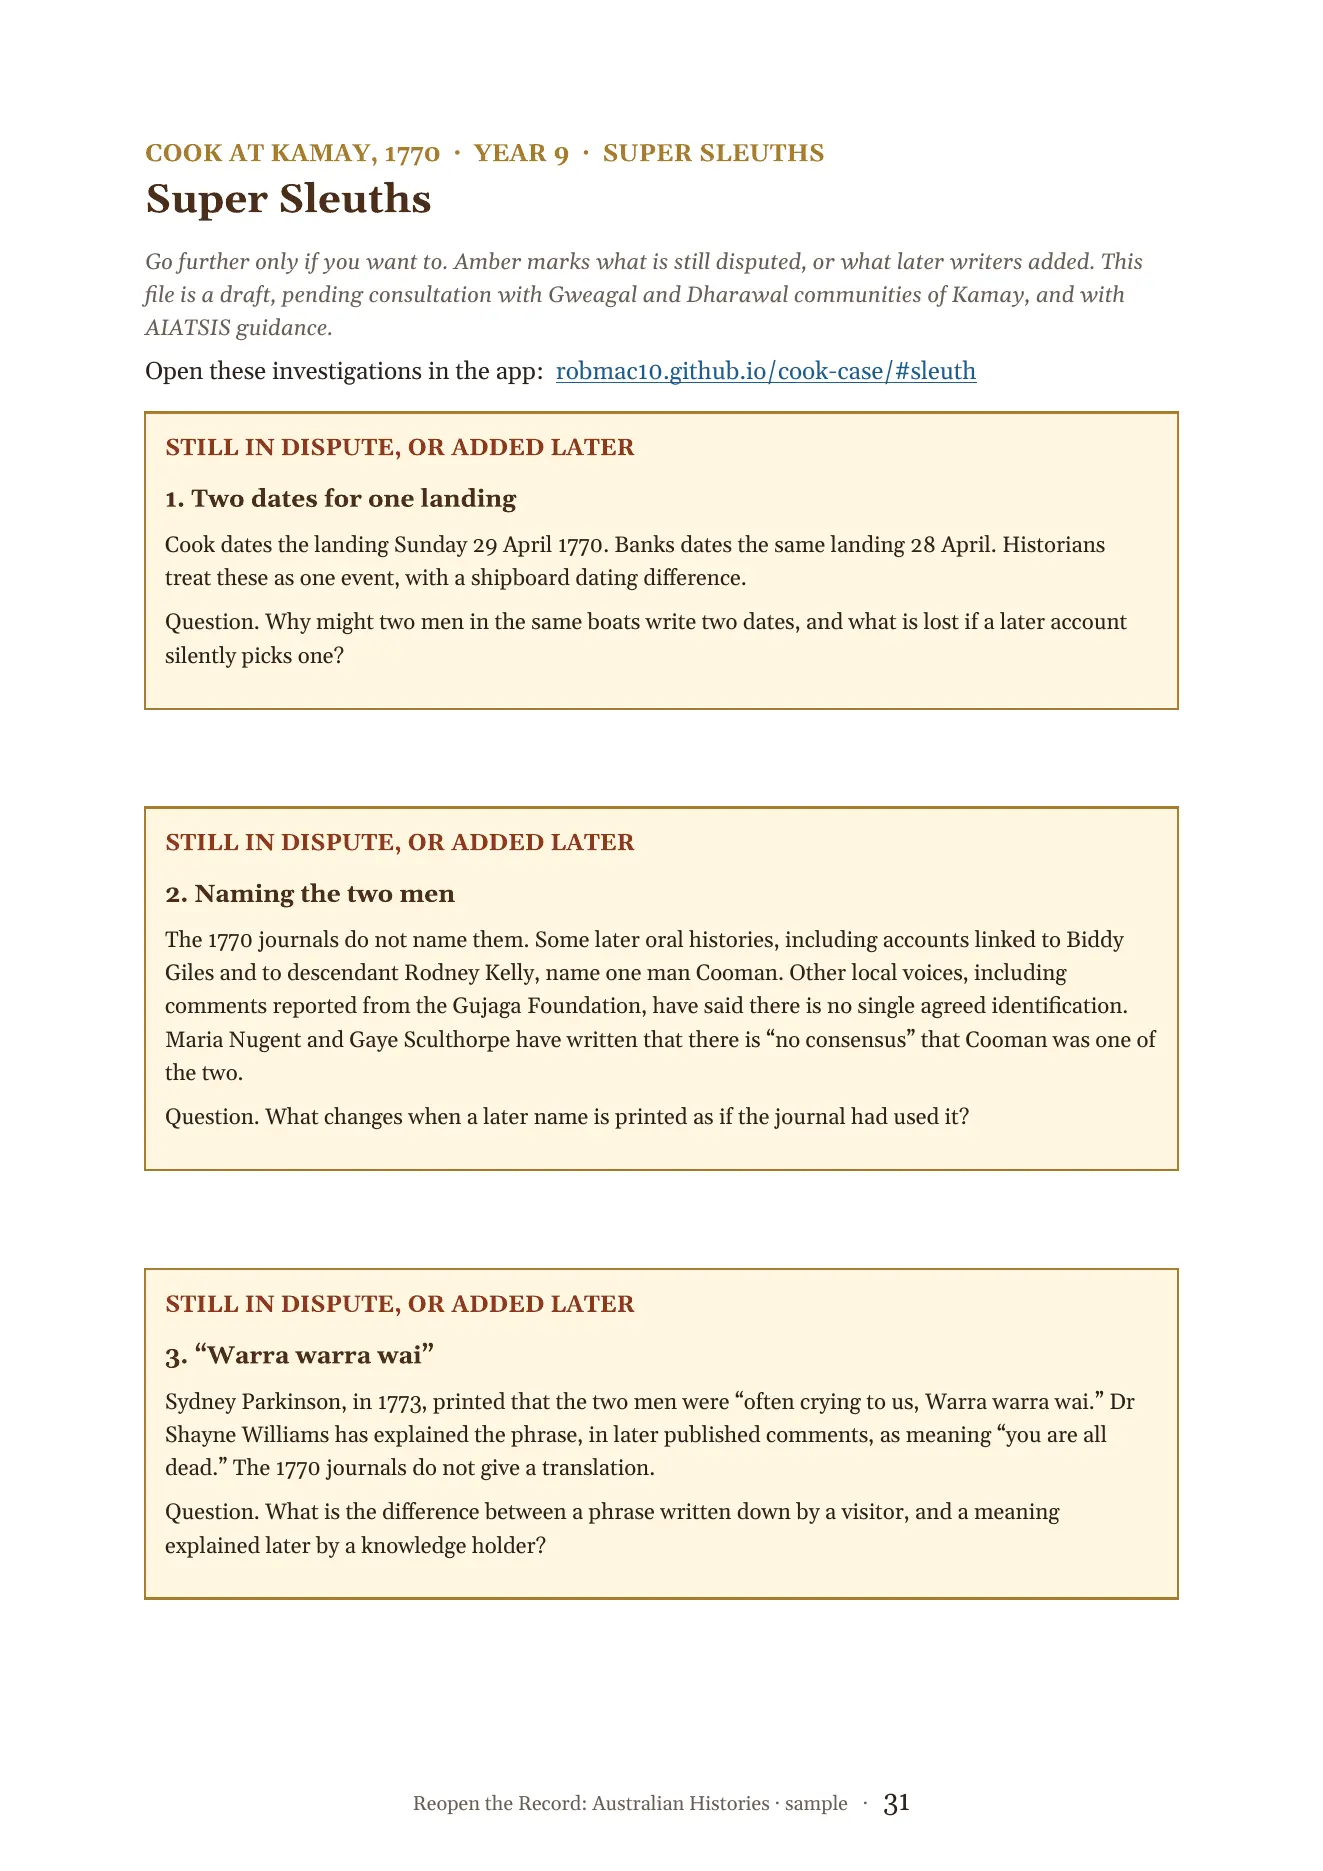 COOK AT KAMAY, 1770 · YEAR 9 · SUPER SLEUTHS
Super Sleuths
Go further only if you want to. Amber marks what is still disputed, or what later writers added. This
file is a draft, pending consultation with Gweagal and Dharawal communities of Kamay, and with
AIATSIS guidance.
Open these investigations in the app: robmac10.github.io/cook-case/#sleuth
STILL IN DISPUTE, OR ADDED LATER
1. Two dates for one landing
Cook dates the landing Sunday 29 April 1770. Banks dates the same landing 28 April. Historians
treat these as one event, with a shipboard dating difference.
Question. Why might two men in the same boats write two dates, and what is lost if a later account
silently picks one?
STILL IN DISPUTE, OR ADDED LATER
2. Naming the two men
The 1770 journals do not name them. Some later oral histories, including accounts linked to Biddy
Giles and to descendant Rodney Kelly, name one man Cooman. Other local voices, including
comments reported from the Gujaga Foundation, have said there is no single agreed identification.
Maria Nugent and Gaye Sculthorpe have written that there is “no consensus” that Cooman was one of
the two.
Question. What changes when a later name is printed as if the journal had used it?
STILL IN DISPUTE, OR ADDED LATER
3. “Warra warra wai”
Sydney Parkinson, in 1773, printed that the two men were “often crying to us, Warra warra wai.” Dr
Shayne Williams has explained the phrase, in later published comments, as meaning “you are all
dead.” The 1770 journals do not give a translation.
Question. What is the difference between a phrase written down by a visitor, and a meaning
explained later by a knowledge holder?
Reopen the Record: Australian Histories · sample · 31